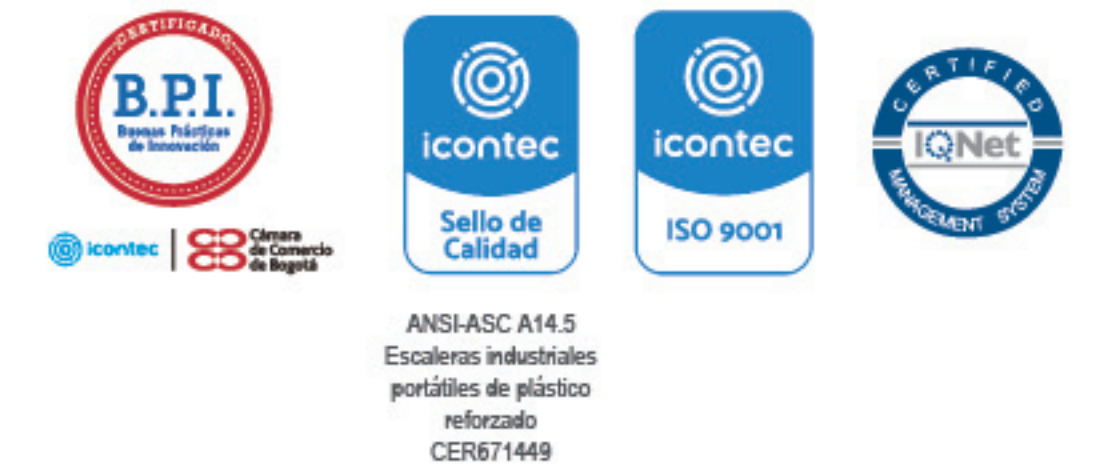 CERTIFICADO
B.P.I.
Buenas Prácticas
de Innovación
icontec
Cámara
de Comercio
de Bogotá
icontec
Sello de
Calidad
ANSI-ASC A14.5
Escaleras industriales
portátiles de plástico
reforzado
CER671449
icontec
ISO 9001
CERTIFIED
IQNet
MANAGEMENT SYSTEM